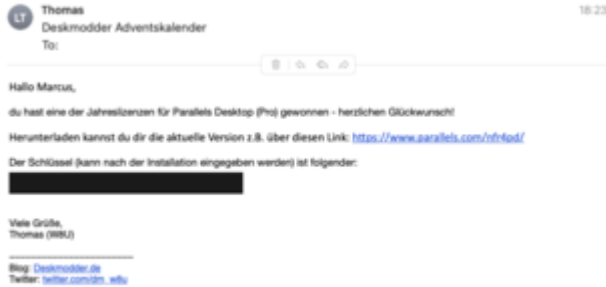 LT
Thomas
18:23
Deskmodder Adventskalender
To:
Hallo Marcus,
du hast eine der Jahreslizenzen für Parallels Desktop (Pro) gewonnen - herzlichen Glückwunsch!
Herunterladen kannst du dir die aktuelle Version z.B. über diesen Link: https://www.parallels.com/nfr4pd/
Der Schlüssel (kann nach der Installation eingegeben werden) ist folgender:
Viele Grüße,
Thomas (W8U)
Blog: Deskmodder.de
Twitter: twitter.com/dm_w8u